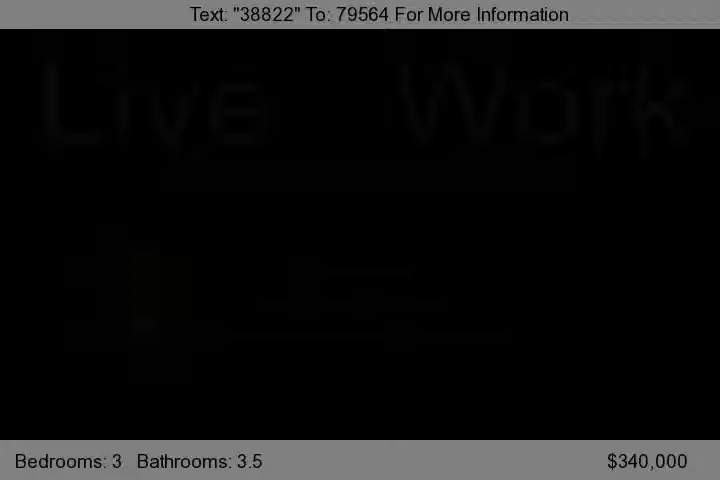 Text: "38822" To: 79564 For More Information
Live Work
Bedrooms: 3 Bathrooms: 3.5 $340,000